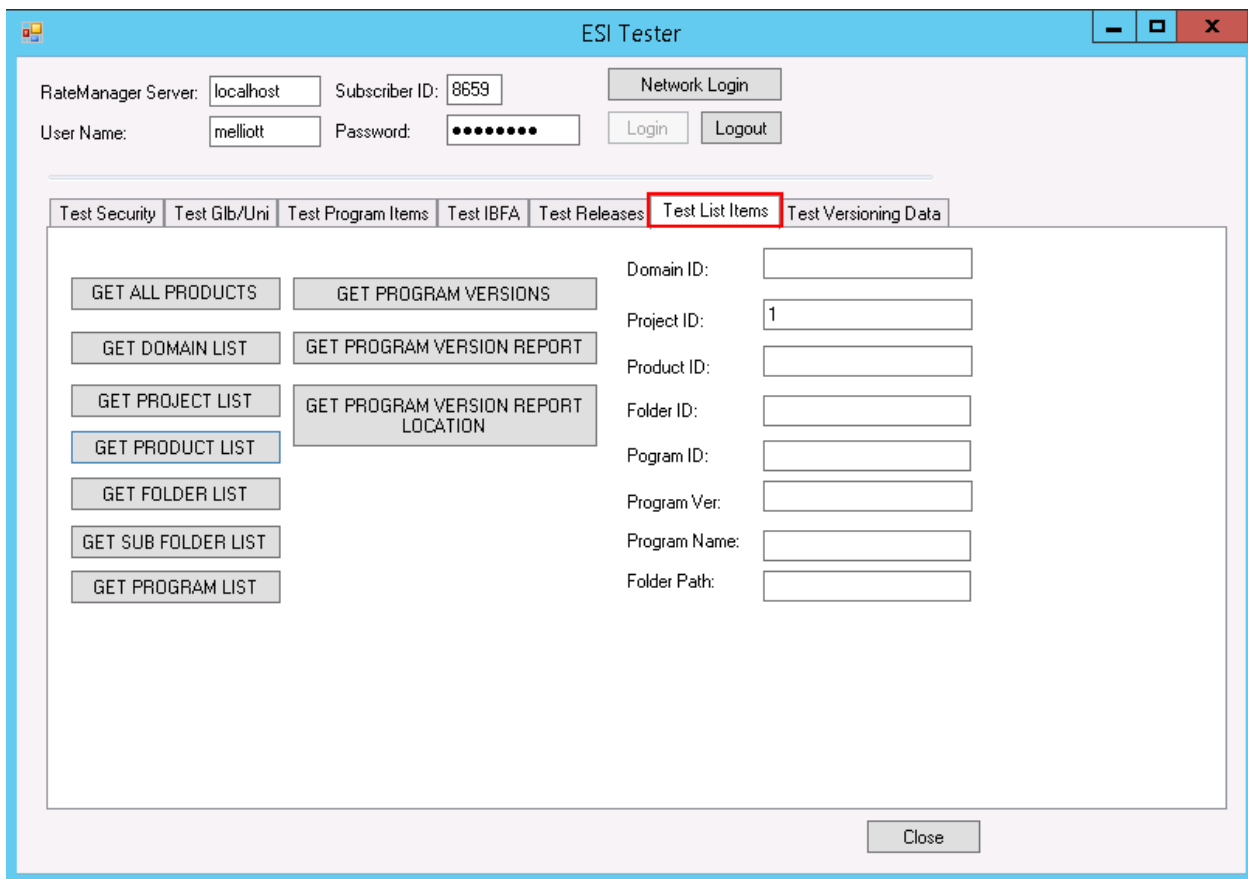 ESI Tester
RateManager Server: localhost Subscriber ID: 8659 Network Login
User Name: melliott Password: ●●●●●●●● Login Logout
Test Security Test Glb/Uni Test Program Items Test IBFA Test Releases Test List Items Test Versioning Data
GET ALL PRODUCTS GET PROGRAM VERSIONS Domain ID:
GET DOMAIN LIST GET PROGRAM VERSION REPORT Project ID: 1
GET PROJECT LIST GET PROGRAM VERSION REPORT LOCATION Product ID:
GET PRODUCT LIST Folder ID:
GET FOLDER LIST Pogram ID:
GET SUB FOLDER LIST Program Ver:
GET PROGRAM LIST Program Name:
Folder Path:
Close